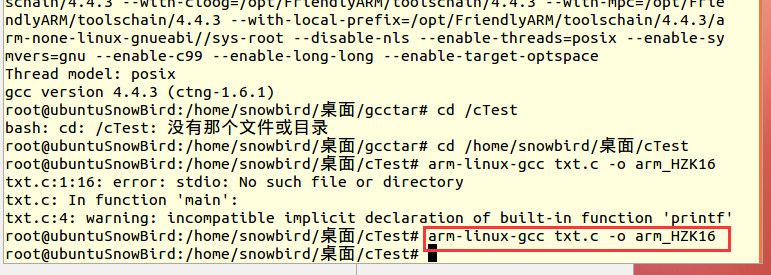 schain/4.4.3 --with-cloog=/opt/FriendlyARM/toolschain/4.4.3 --with-mpc=/opt/Frie
ndlyARM/toolschain/4.4.3 --with-local-prefix=/opt/FriendlyARM/toolschain/4.4.3/a
rm-none-linux-gnueabi//sys-root --disable-nls --enable-threads=posix --enable-sy
mvers=gnu --enable-c99 --enable-long-long --enable-target-optspace
Thread model: posix
gcc version 4.4.3 (ctng-1.6.1)
root@ubuntuSnowBird:/home/snowbird/桌面/gcctar# cd /cTest
bash: cd: /cTest: 没有那个文件或目录
root@ubuntuSnowBird:/home/snowbird/桌面/gcctar# cd /home/snowbird/桌面/cTest
root@ubuntuSnowBird:/home/snowbird/桌面/cTest# arm-linux-gcc txt.c -o arm_HZK16
txt.c:1:16: error: stdio: No such file or directory
txt.c: In function 'main':
txt.c:4: warning: incompatible implicit declaration of built-in function 'printf'
root@ubuntuSnowBird:/home/snowbird/桌面/cTest# arm-linux-gcc txt.c -o arm_HZK16
root@ubuntuSnowBird:/home/snowbird/桌面/cTest#